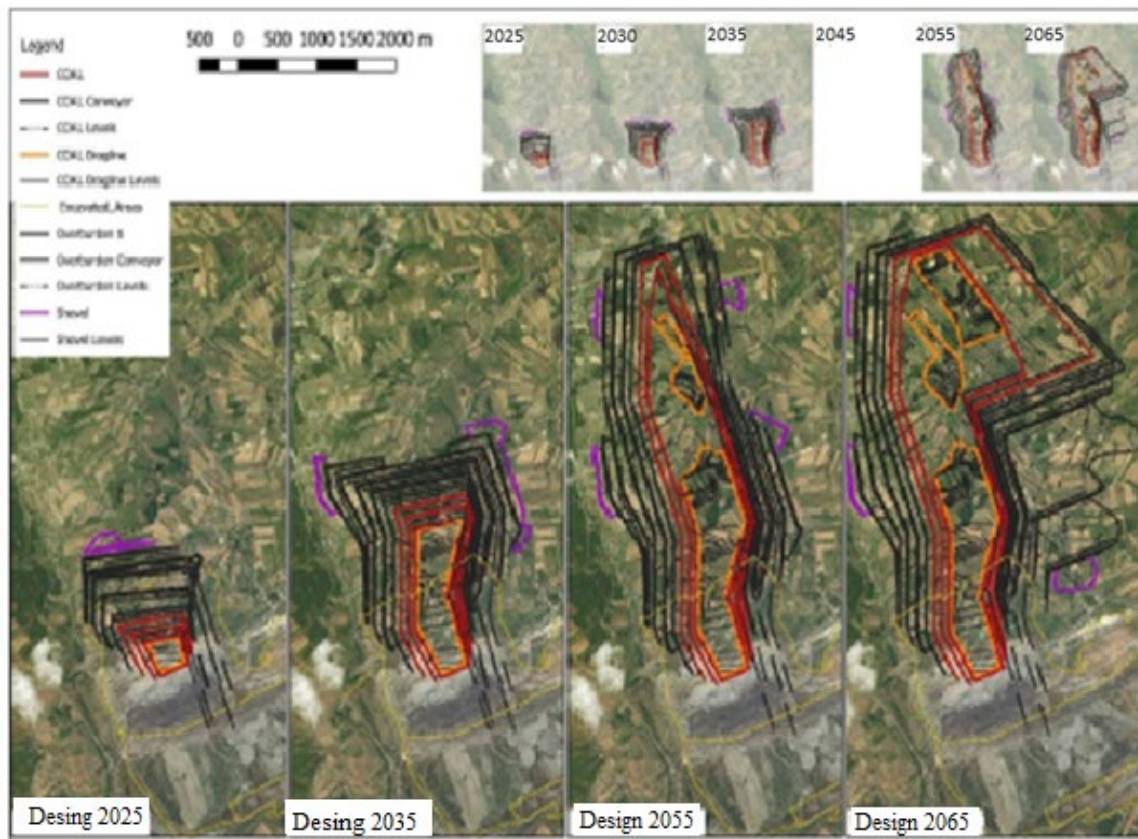 Legend
500 0 500 1000 1500 2000 m
COAL
COAL Conveyor
COAL Levels
COAL Dragline
COAL Dragline Levels
Excavated Areas
Overburden
Overburden Conveyor
Overburden Levels
Shovel
Shovel Levels
2025 2030 2035 2045 2055 2065
Desing 2025
Desing 2035
Design 2055
Design 2065